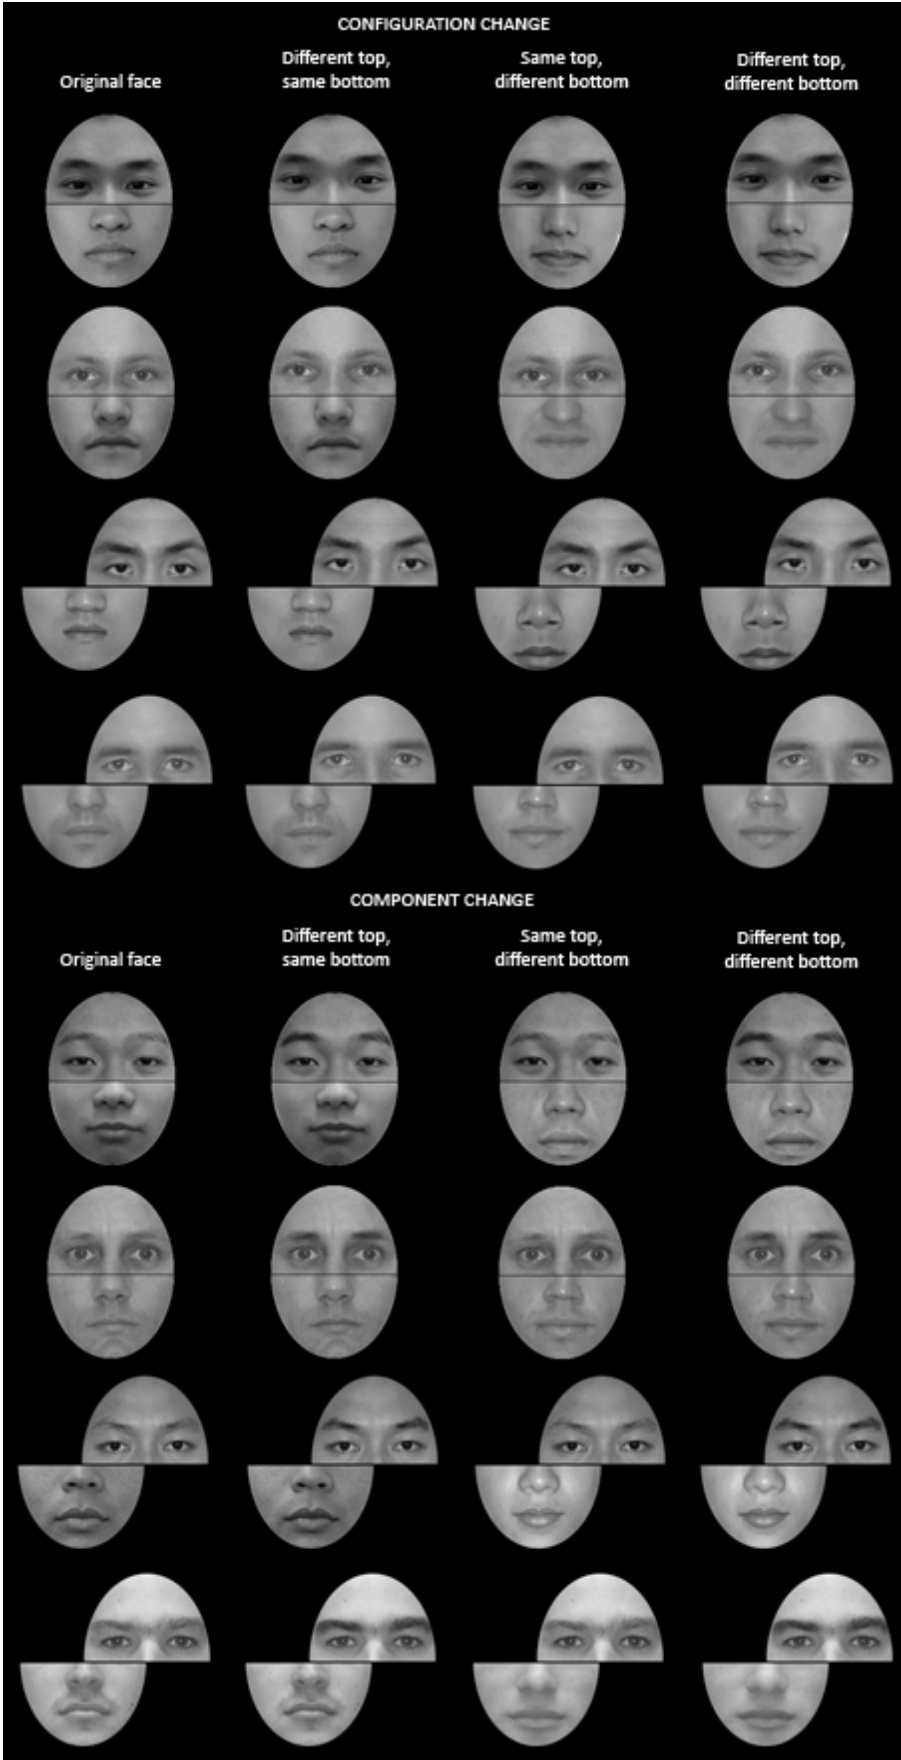 CONFIGURATION CHANGE
Original face
Different top,
same bottom
Same top,
different bottom
Different top,
different bottom
COMPONENT CHANGE
Original face
Different top,
same bottom
Same top,
different bottom
Different top,
different bottom